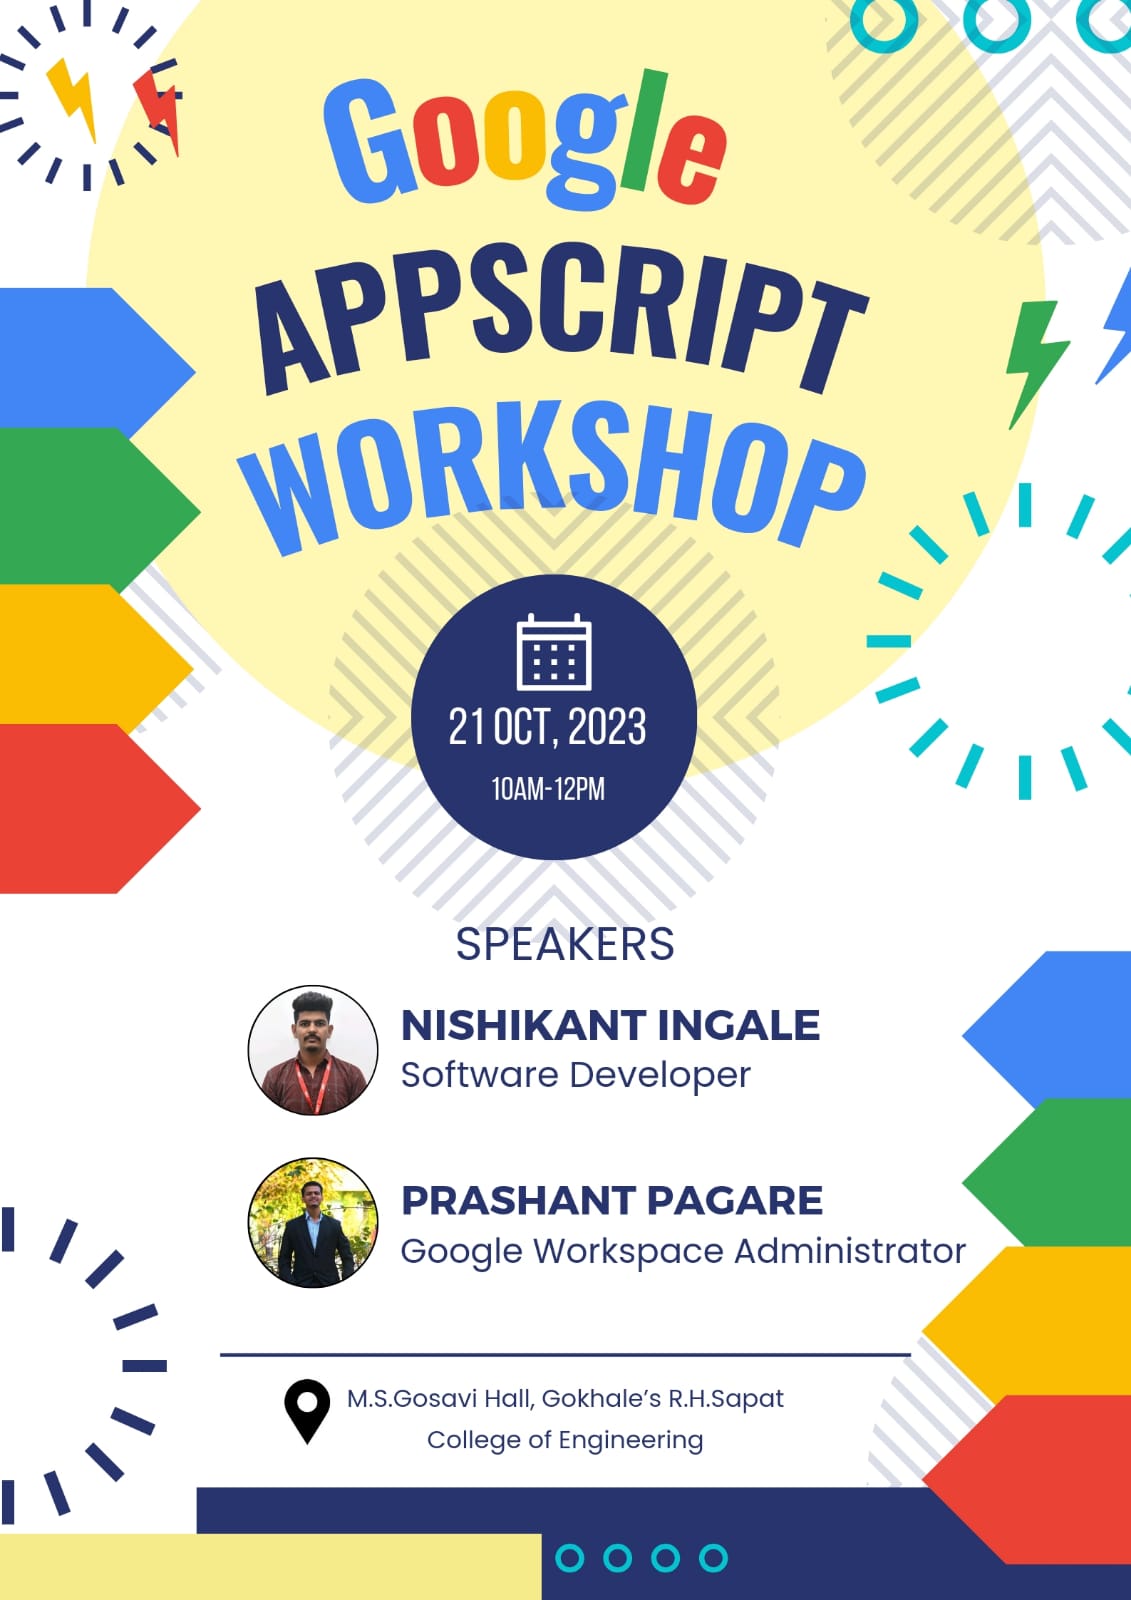 Google
APPSCRIPT
WORKSHOP
21 OCT, 2023
10AM-12PM
SPEAKERS
NISHIKANT INGALE
Software Developer
PRASHANT PAGARE
Google Workspace Administrator
M.S.Gosavi Hall, Gokhale’s R.H.Sapat
College of Engineering